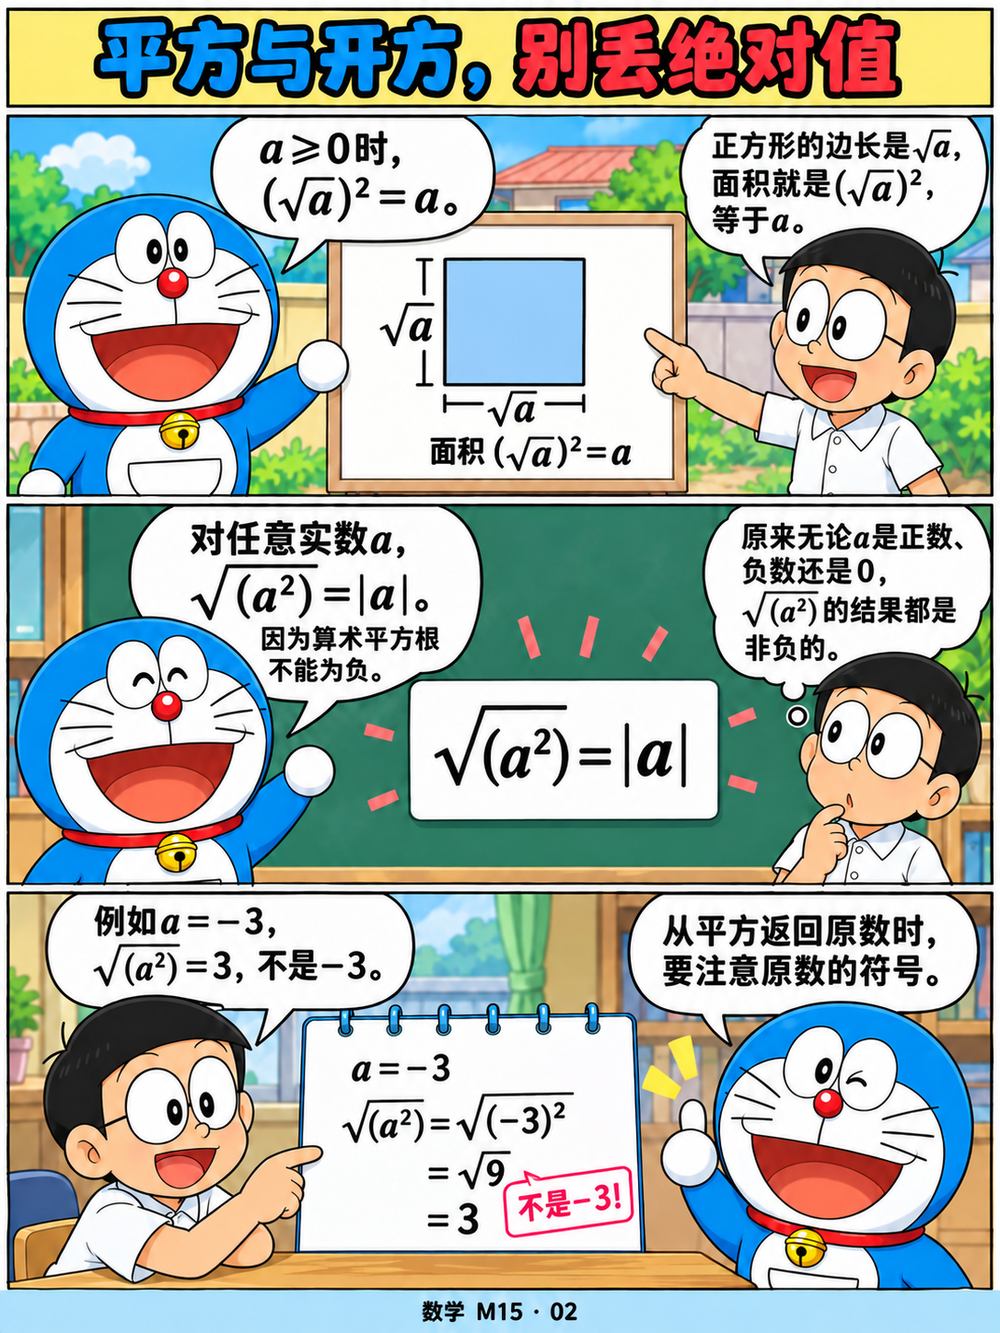 平方与开方，别丢绝对值
a≥0时，
(√a)²=a。
正方形的边长是√a，
面积就是(√a)²，
等于a。
√a
√a
面积(√a)²=a
对任意实数a，
√(a²)=|a|。
因为算术平方根
不能为负。
原来无论a是正数、
负数还是0，
√(a²)的结果都是
非负的。
√(a²)=|a|
例如a=−3，
√(a²)=3，不是−3。
从平方返回原数时，
要注意原数的符号。
a=−3
√(a²)=√(−3)²
=√9
=3
不是−3!
数学 M15·02